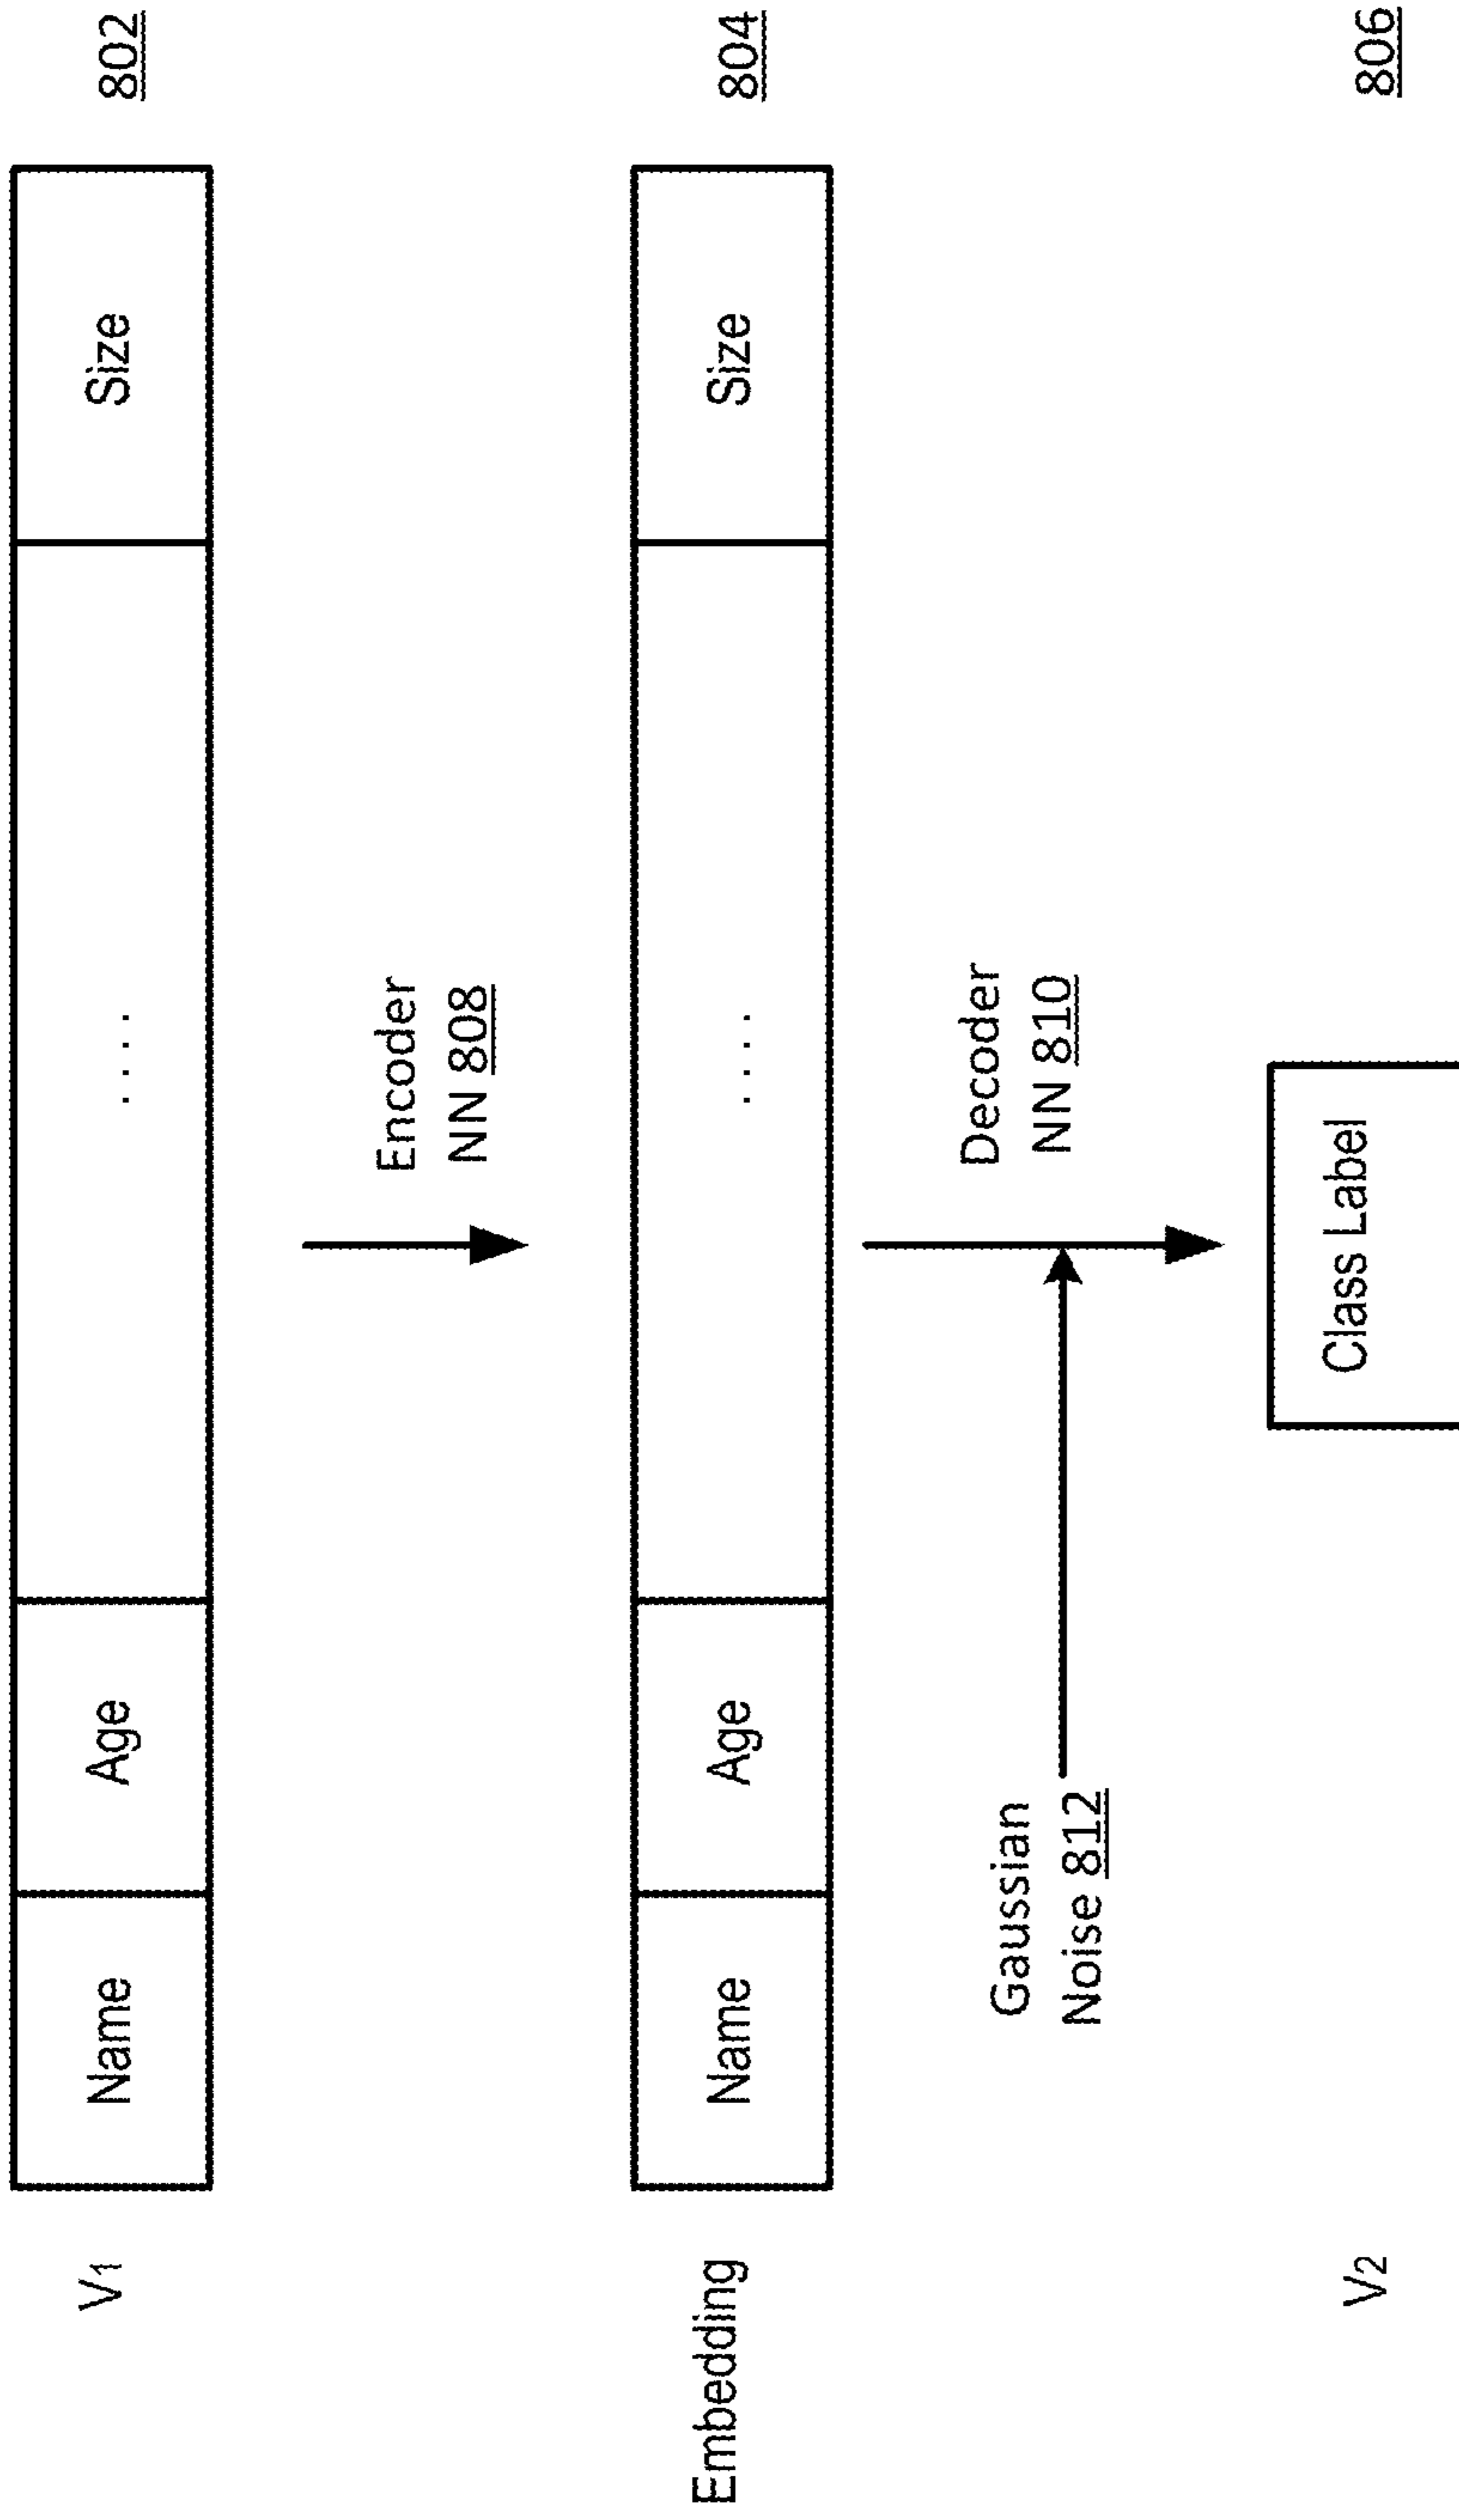 V1
Name
Age
. . . .
Size
802
Encoder
NN 808
Embedding
Name
Age
. . . .
Size
804
Gaussian
Noise 812
Decoder
NN 810
V2
Class Label
806